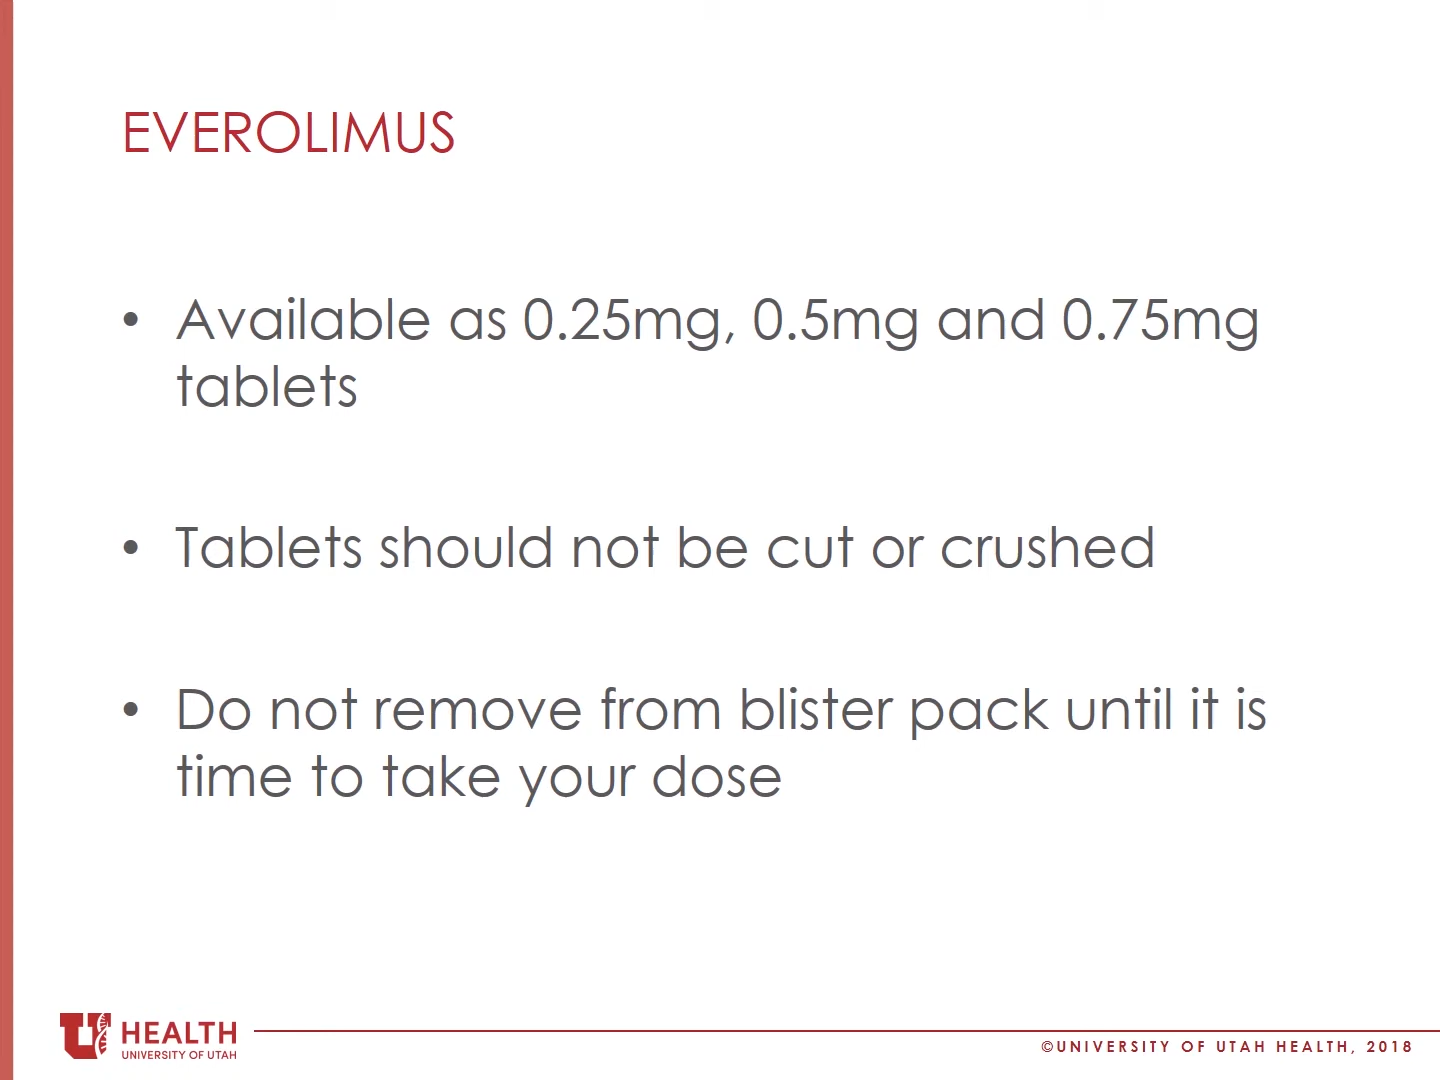 EVEROLIMUS
• Available as 0.25mg, 0.5mg and 0.75mg
tablets
• Tablets should not be cut or crushed
• Do not remove from blister pack until it is
time to take your dose
U HEALTH
UNIVERSITY OF UTAH
©UNIVERSITY OF UTAH HEALTH, 2018